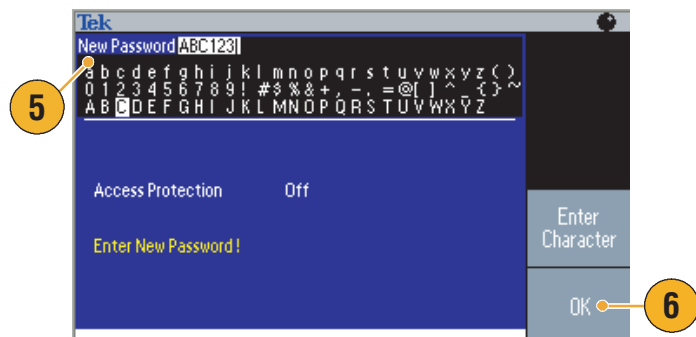 Tek
New Password ABC123
a b c d e f g h i j k l m n o p q r s t u v w x y z ( )
0 1 2 3 4 5 6 7 8 9 ! # $ % & + , - . = @ [ ] ^ _ { } ~
A B C D E F G H I J K L M N O P Q R S T U V W X Y Z
5
Access Protection Off
Enter New Password!
Enter
Character
OK
6